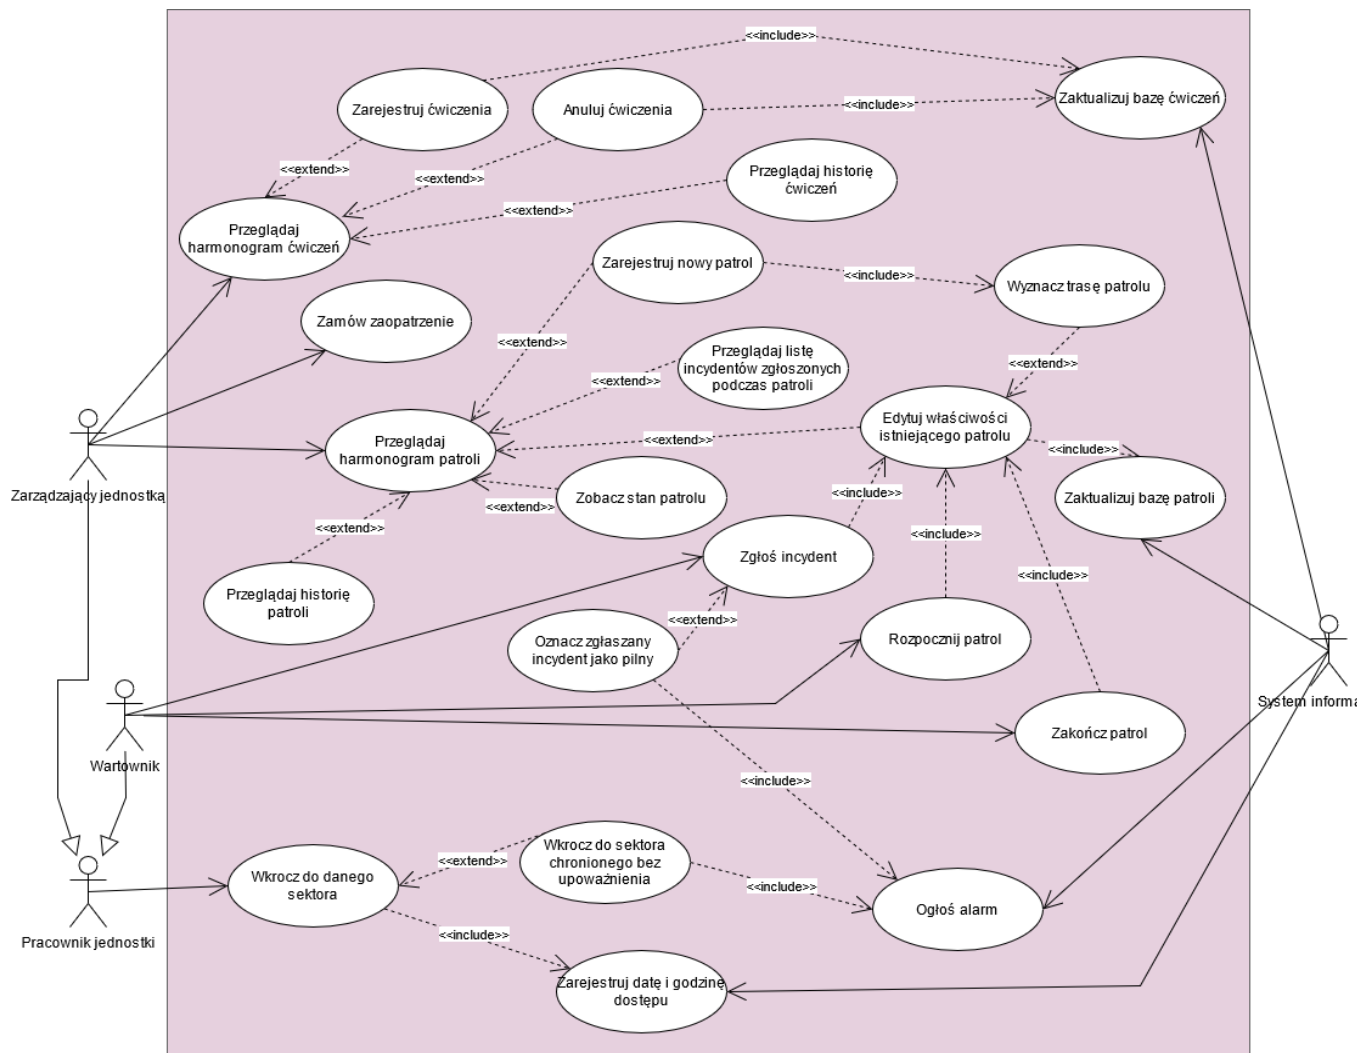 <<include>>
Zarejestruj ćwiczenia
Anuluj ćwiczenia
Zaktualizuj bazę ćwiczeń
<<include>>
<<extend>>
<<extend>>
Przeglądaj historię
ćwiczeń
<<extend>>
Przeglądaj
harmonogram ćwiczeń
Zarejestruj nowy patrol
<<include>>
Wyznacz trasę patrolu
Zamów zaopatrzenie
<<extend>>
Przeglądaj listę
incydentów zgłoszonych
podczas patroli
<<extend>>
<<extend>>
Edytuj właściwości
istniejącego patrolu
<<extend>>
Przeglądaj
harmonogram patroli
<<include>>
Zarządzający jednostką
Zobacz stan patrolu
<<extend>>
<<include>>
Zaktualizuj bazę patroli
<<extend>>
<<include>>
Zgłoś incydent
<<include>>
Przeglądaj historię
patroli
<<extend>>
Oznacz zgłaszany
incydent jako pilny
Rozpocznij patrol
System informa
Zakończ patrol
Wartownik
<<include>>
Wkrocz do sektora
chronionego bez
upoważnienia
<<extend>>
Wkrocz do danego
sektora
<<include>>
Ogłoś alarm
Pracownik jednostki
<<include>>
Zarejestruj datę i godzinę
dostępu